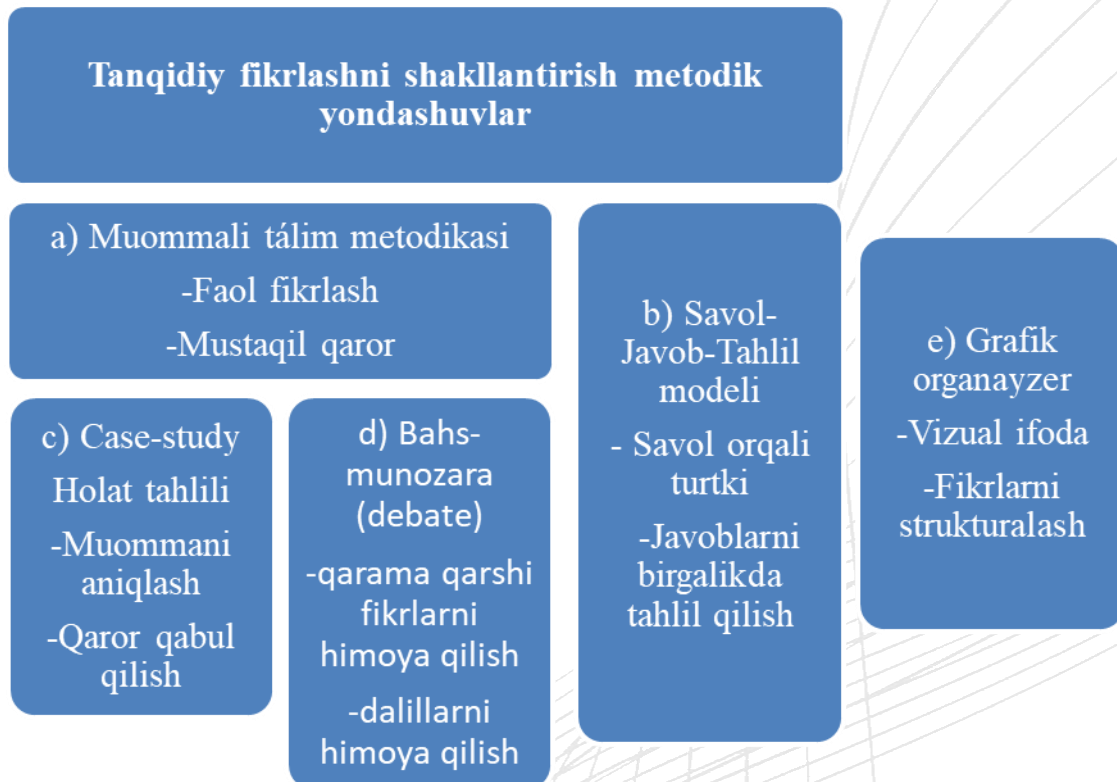 Tanqidiy fikrlashni shakllantirish metodik
yondashuvlar
a) Muommali tálim metodikasi
-Faol fikrlash
-Mustaqil qaror
b) Savol-
Javob-Tahlil
modeli
- Savol orqali
turtki
-Javoblarni
birgalikda
tahlil qilish
c) Case-study
Holat tahlili
-Muommani
aniqlash
-Qaror qabul
qilish
d) Bahs-
munozara
(debate)
-qarama qarshi
fikrlarni
himoya qilish
-dalillarni
himoya qilish
e) Grafik
organayzer
-Vizual ifoda
-Fikrlarni
strukturalash